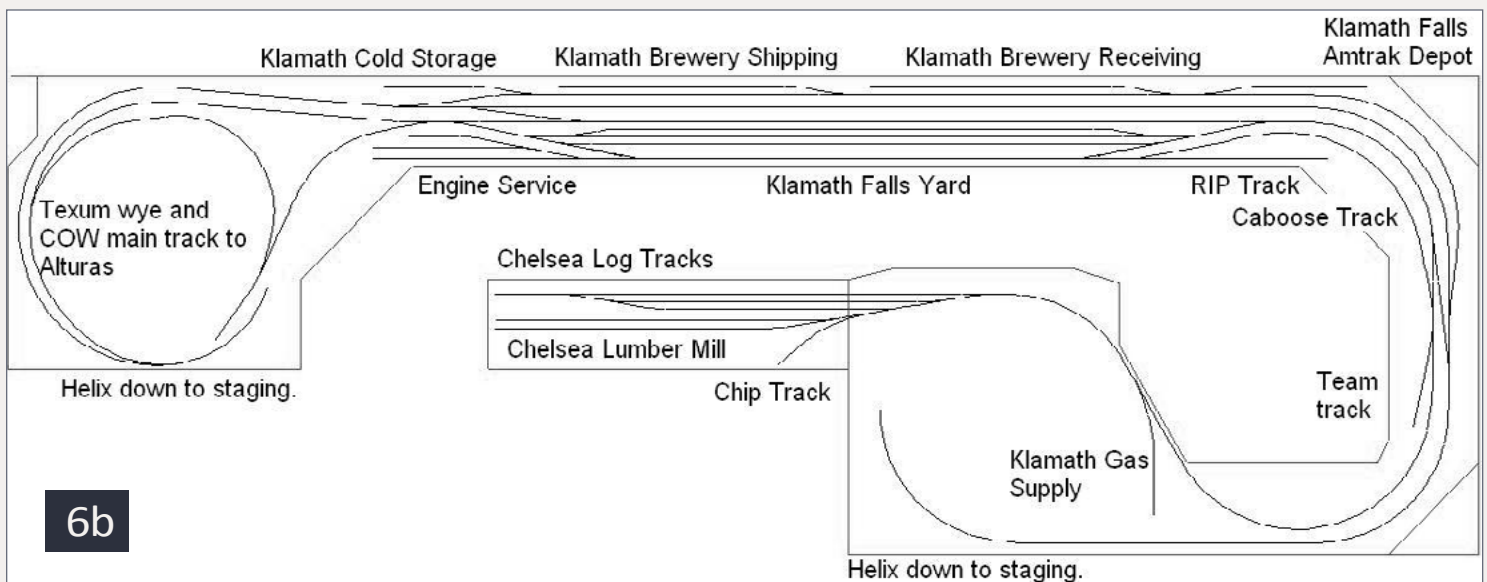 Klamath Falls
Amtrak Depot
Klamath Cold Storage
Klamath Brewery Shipping
Klamath Brewery Receiving
Engine Service
Klamath Falls Yard
RIP Track
Caboose Track
Texum wye and
COW main track to
Alturas
Chelsea Log Tracks
Chelsea Lumber Mill
Helix down to staging.
Chip Track
Team
track
Klamath Gas
Supply
6b
Helix down to staging.